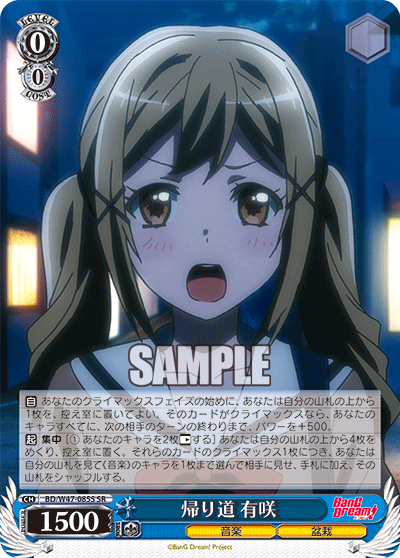 LEVEL
0
0
COST
SAMPLE
自 あなたのクライマックスフェイズの始めに、あなたは自分の山札の上から
1枚を、控え室に置いてよい。そのカードがクライマックスなら、あなたの
キャラすべてに、次の相手のターンの終わりまで、パワーを+500。
起 集中 [① あなたのキャラを2枚レストする] あなたは自分の山札の上から4枚を
めくり、控え室に置く。それらのカードのクライマックス1枚につき、あなた
は自分の山札を見て《音楽》のキャラを1枚まで選んで相手に見せ、手札に加え、その
山札をシャッフルする。
CH BD/W47-085S SR
1500
帰り道 有咲
BanG Dream!
音楽 盆栽
©BanG Dream! Project